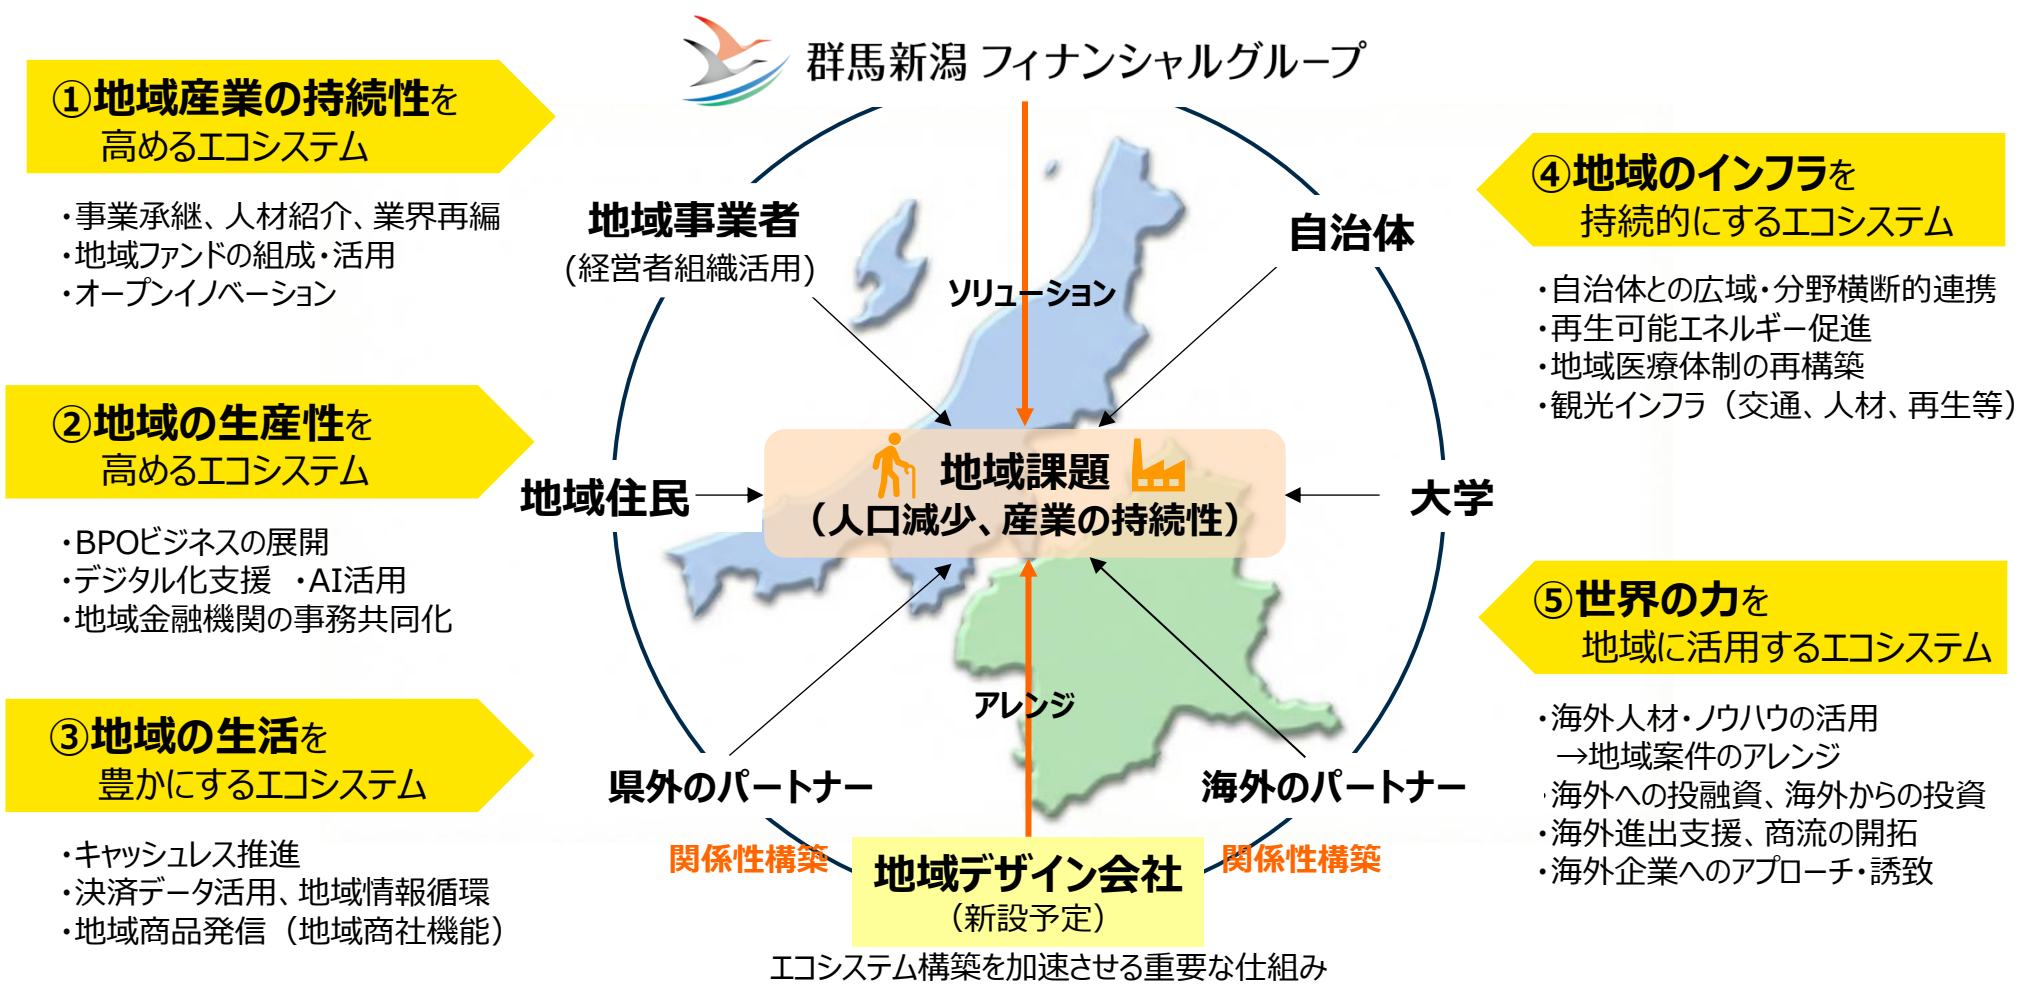 群馬新潟 フィナンシャルグループ
①地域産業の持続性を
高めるエコシステム
・事業承継、人材紹介、業界再編
・地域ファンドの組成・活用
・オープンイノベーション
②地域の生産性を
高めるエコシステム
・BPOビジネスの展開
・デジタル化支援 ・AI活用
・地域金融機関の事務共同化
③地域の生活を
豊かにするエコシステム
・キャッシュレス推進
・決済データ活用、地域情報循環
・地域商品発信（地域商社機能）
地域事業者
(経営者組織活用)
自治体
ソリューション
地域住民
地域課題
（人口減少、産業の持続性）
大学
アレンジ
県外のパートナー
海外のパートナー
関係性構築
関係性構築
地域デザイン会社
（新設予定）
エコシステム構築を加速させる重要な仕組み
④地域のインフラを
持続的にするエコシステム
・自治体との広域・分野横断的連携
・再生可能エネルギー促進
・地域医療体制の再構築
・観光インフラ（交通、人材、再生等）
⑤世界の力を
地域に活用するエコシステム
・海外人材・ノウハウの活用
→地域案件のアレンジ
・海外への投融資、海外からの投資
・海外進出支援、商流の開拓
・海外企業へのアプローチ・誘致